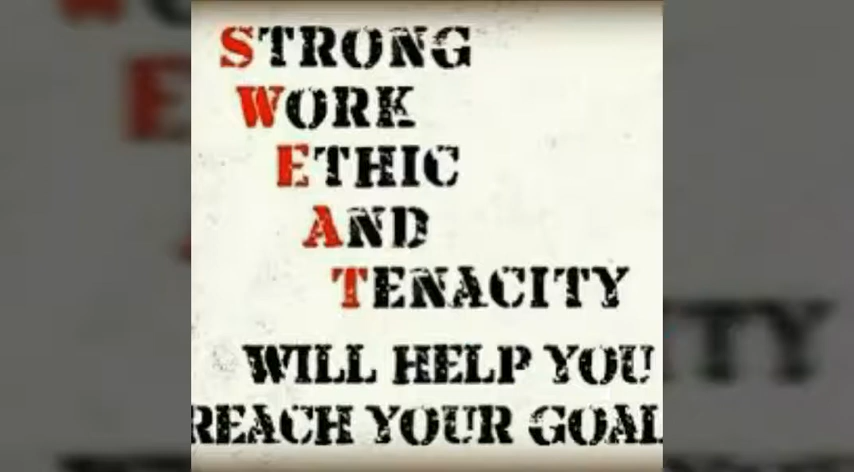 STRONG
WORK
ETHIC
AND
TENACITY
WILL HELP YOU
REACH YOUR GOAL